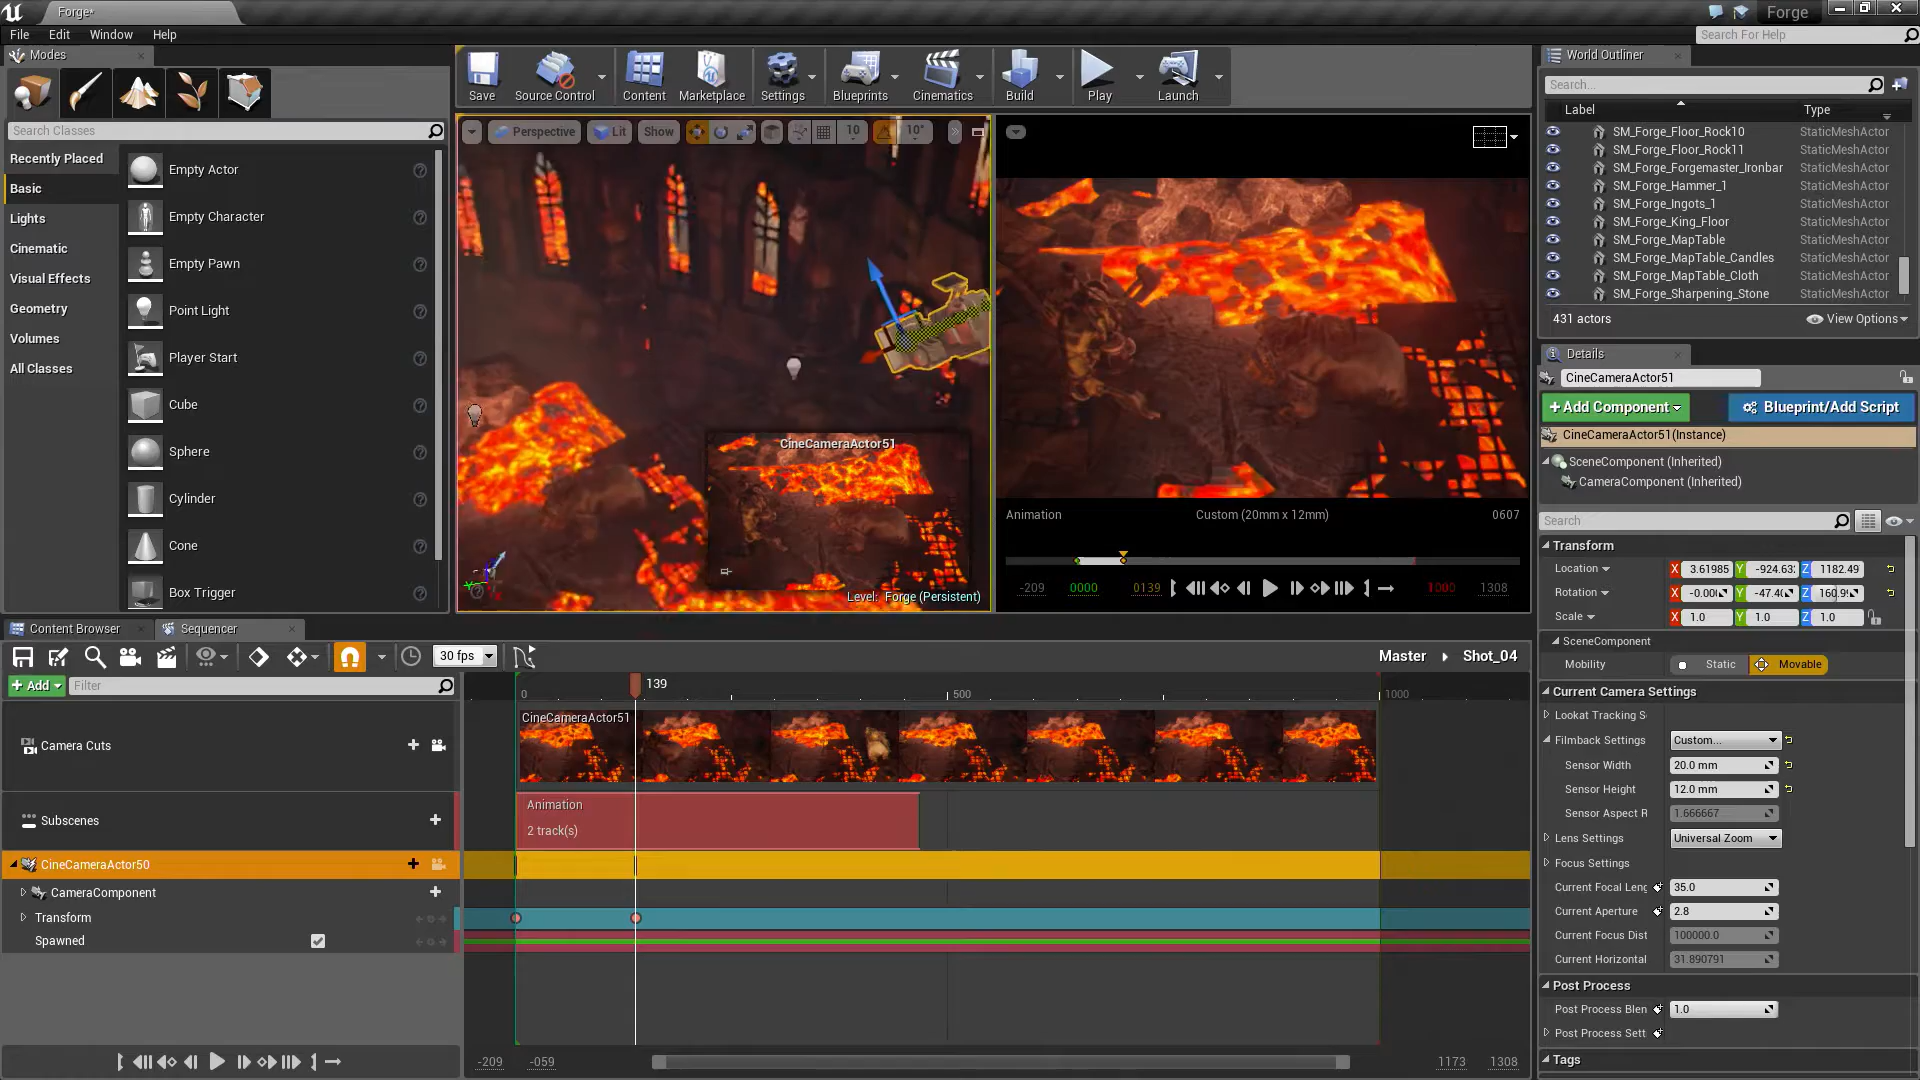 Forge*
Forge
File
Edit
Window
Help
Search For Help
Modes
Search Classes
Recently Placed
Basic
Lights
Cinematic
Visual Effects
Geometry
Volumes
All Classes
Empty Actor
Empty Character
Empty Pawn
Point Light
Player Start
Cube
Sphere
Cylinder
Cone
Box Trigger
Save
Source Control
Content
Marketplace
Settings
Blueprints
Cinematics
Build
Play
Launch
Perspective
Lit
Show
10
10°
CineCameraActor51
Level: Forge (Persistent)
Animation
Custom (20mm x 12mm)
0607
-209
0000
0139
1000
1308
World Outliner
Search...
Label
Type
SM_Forge_Floor_Rock10 StaticMeshActor
SM_Forge_Floor_Rock11 StaticMeshActor
SM_Forge_Forgemaster_Ironbar StaticMeshActor
SM_Forge_Hammer_1 StaticMeshActor
SM_Forge_Ingots_1 StaticMeshActor
SM_Forge_King_Floor StaticMeshActor
SM_Forge_MapTable StaticMeshActor
SM_Forge_MapTable_Candles StaticMeshActor
SM_Forge_MapTable_Cloth StaticMeshActor
SM_Forge_Sharpening_Stone StaticMeshActor
431 actors
View Options
Details
CineCameraActor51
+Add Component
Blueprint/Add Script
CineCameraActor51(Instance)
SceneComponent (Inherited)
CameraComponent (Inherited)
Search
Transform
Location X 3.61985 Y -924.63 Z 1182.49
Rotation X -0.00 Y -47.4 Z 160.9
Scale X 1.0 Y 1.0 Z 1.0
SceneComponent
Mobility Static Movable
Current Camera Settings
Lookat Tracking S
Filmback Settings Custom...
Sensor Width 20.0 mm
Sensor Height 12.0 mm
Sensor Aspect R 1.666667
Lens Settings Universal Zoom
Focus Settings
Current Focal Leng 35.0
Current Aperture 2.8
Current Focus Dist 100000.0
Current Horizontal 31.890791
Post Process
Post Process Blen 1.0
Post Process Sett
Tags
Content Browser
Sequencer
30 fps
Master
Shot_04
+ Add
Filter
139
0
500
1000
Camera Cuts
CineCameraActor51
Subscenes
Animation
2 track(s)
CineCameraActor50
CameraComponent
Transform
Spawned
-209
-059
1173
1308